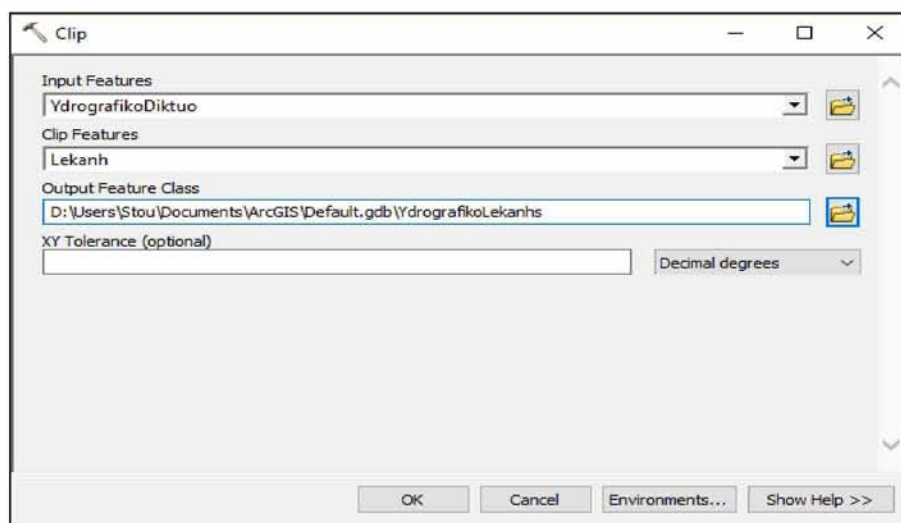 Clip
Input Features
YdrografikoDiktuo
Clip Features
Lekanh
Output Feature Class
D:\Users\Stou\Documents\ArcGIS\Default.gdb\YdrografikoLekanhs
XY Tolerance (optional)
Decimal degrees
OK Cancel Environments... Show Help >>